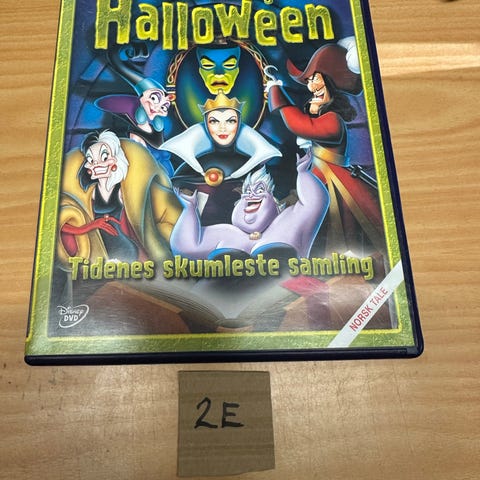 Halloween
Tidenes skumleste samling
Disney
DVD
NORSK TALE
2E